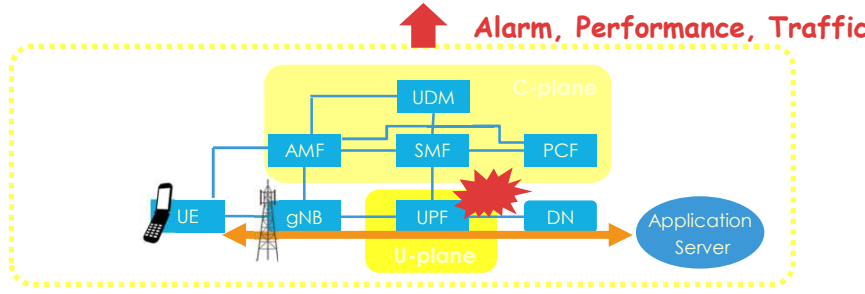 Alarm, Performance, Traffic
C-plane
UDM
AMF
SMF
PCF
UE
gNB
UPF
DN
Application
Server
U-plane